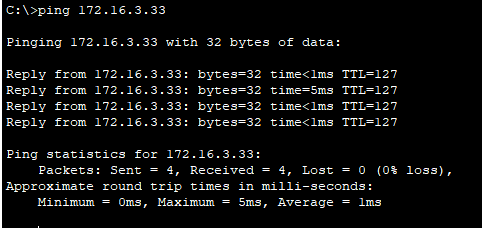 C:\>ping 172.16.3.33
Pinging 172.16.3.33 with 32 bytes of data:
Reply from 172.16.3.33: bytes=32 time<1ms TTL=127
Reply from 172.16.3.33: bytes=32 time=5ms TTL=127
Reply from 172.16.3.33: bytes=32 time<1ms TTL=127
Reply from 172.16.3.33: bytes=32 time<1ms TTL=127
Ping statistics for 172.16.3.33:
Packets: Sent = 4, Received = 4, Lost = 0 (0% loss),
Approximate round trip times in milli-seconds:
Minimum = 0ms, Maximum = 5ms, Average = 1ms